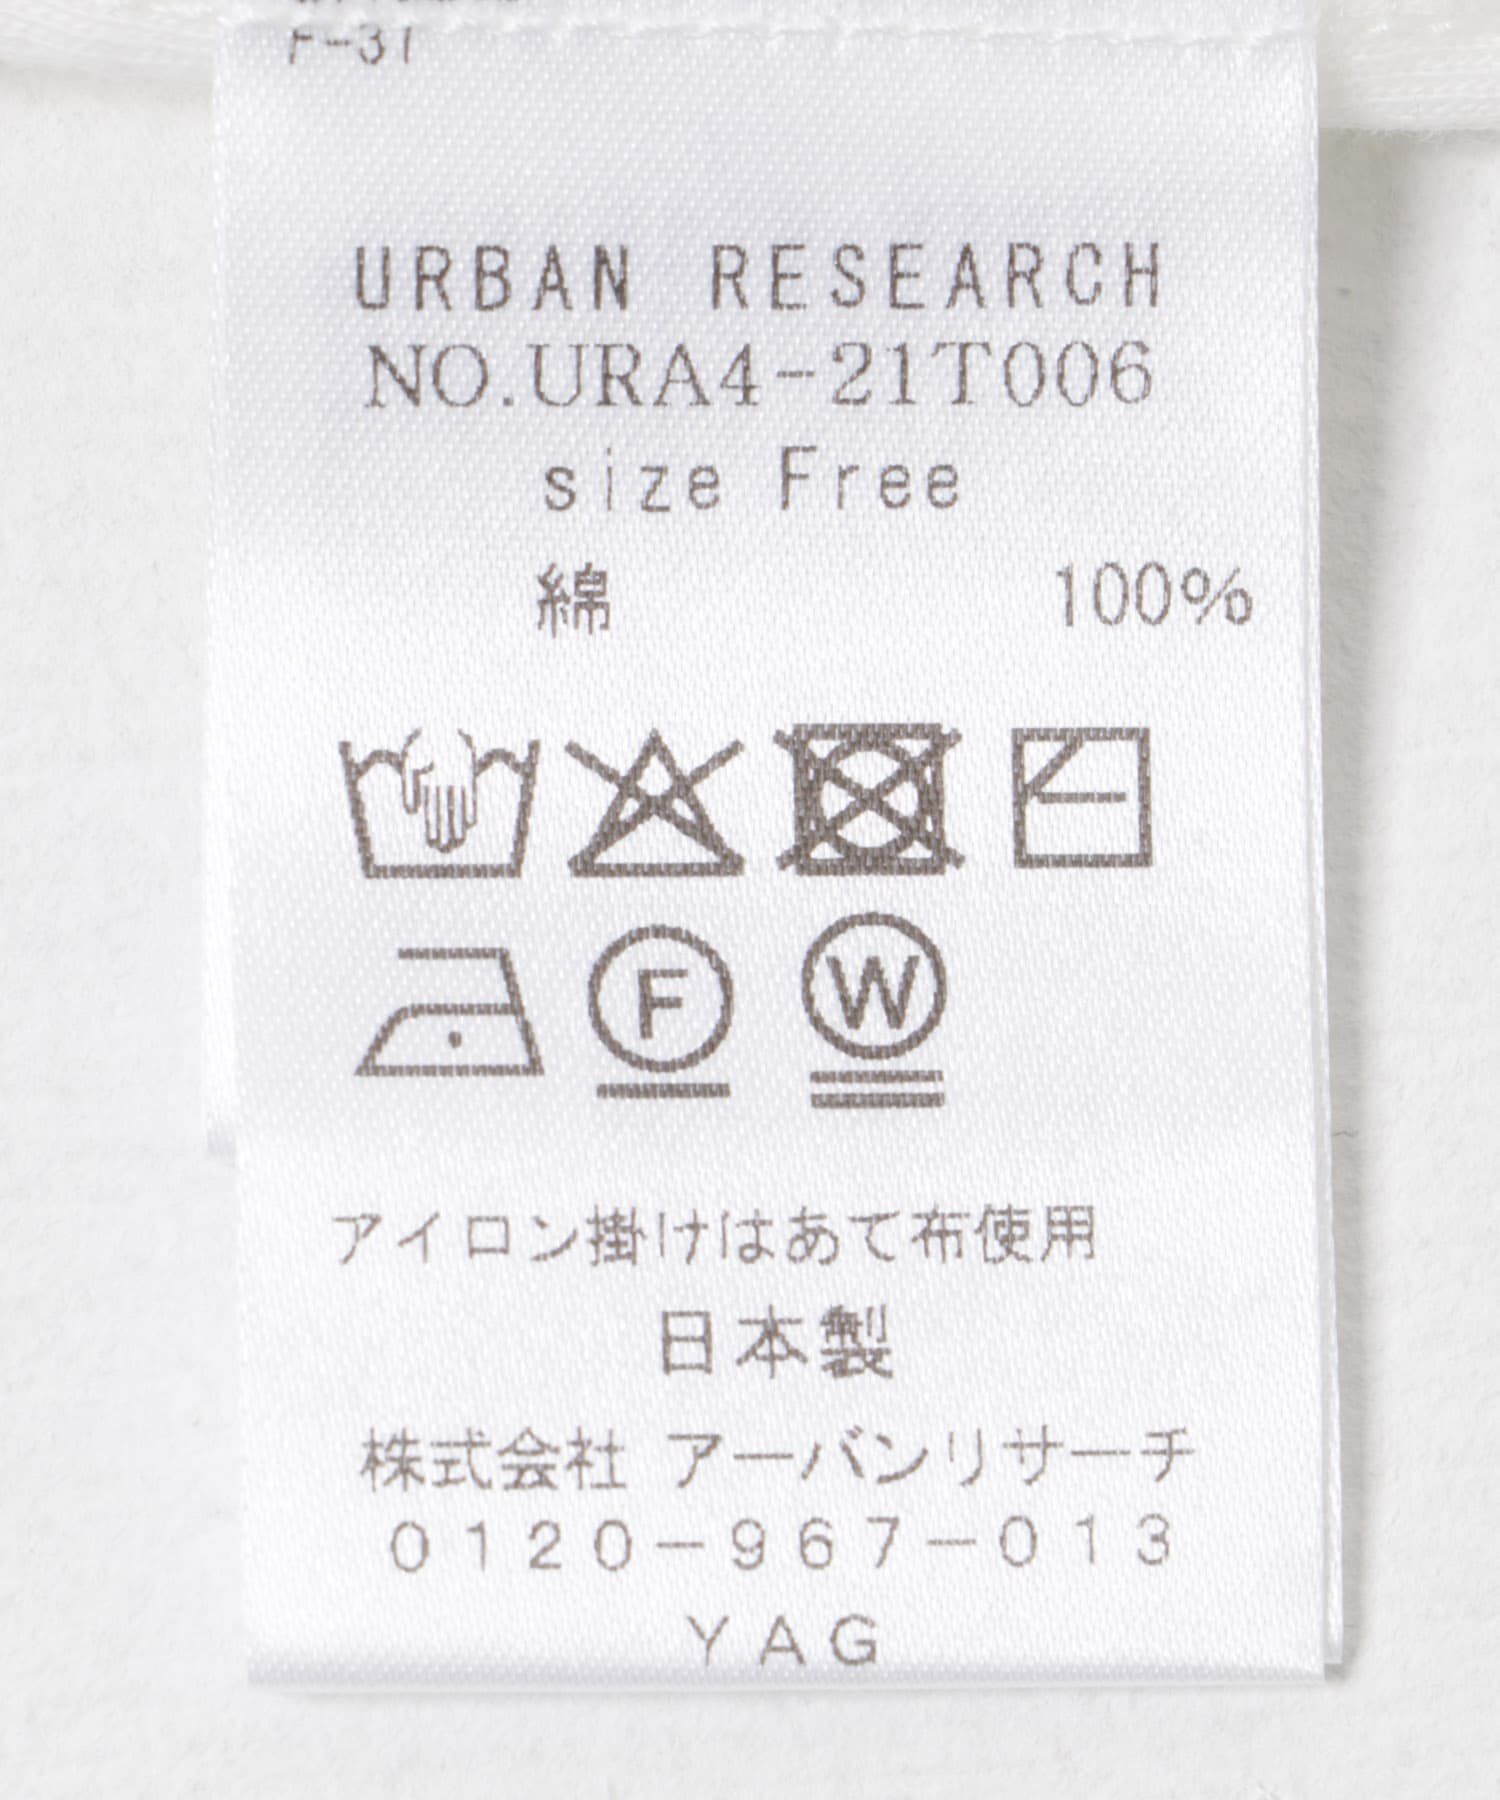 F-31
URBAN RESEARCH
NO.URA4-21T006
size Free
綿 100%
F W
アイロン掛けはあて布使用
日本製
株式会社 アーバンリサーチ
0120-967-013
YAG